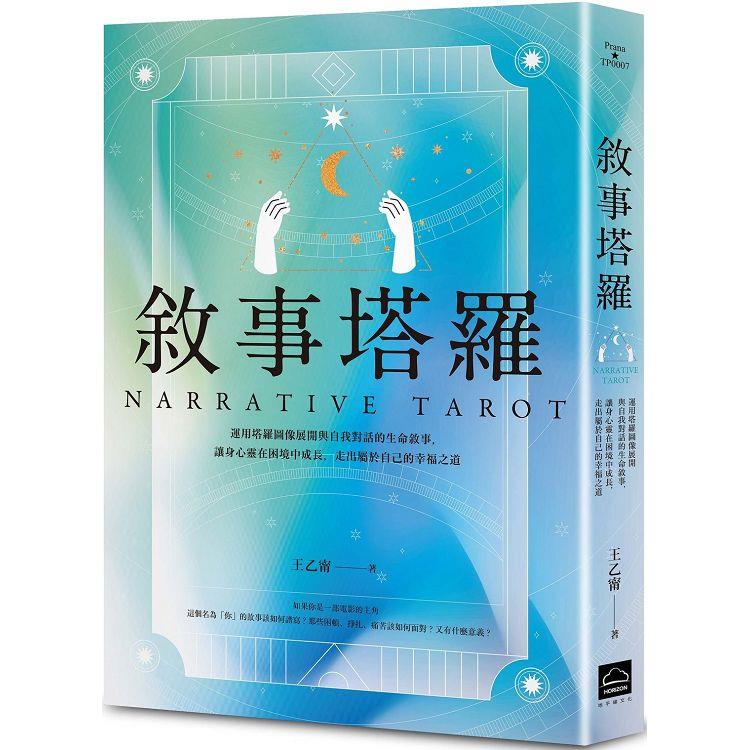 敘事塔羅
NARRATIVE TAROT
運用塔羅圖像展開與自我對話的生命敘事,
讓身心靈在困境中成長,走出屬於自己的幸福之道
王乙甯——著
如果你是一部電影的主角
這個名為「你」的故事該如何譜寫?那些困頓、掙扎、痛苦該如何面對?又有什麼意義?
Prana
★
TP0007
敘事塔羅
NARRATIVE
TAROT
運用塔羅圖像展開
與自我對話的生命敘事,
讓身心靈在困境中成長,
走出屬於自己的幸福之道
王乙甯——著
HORIZON
地平線文化